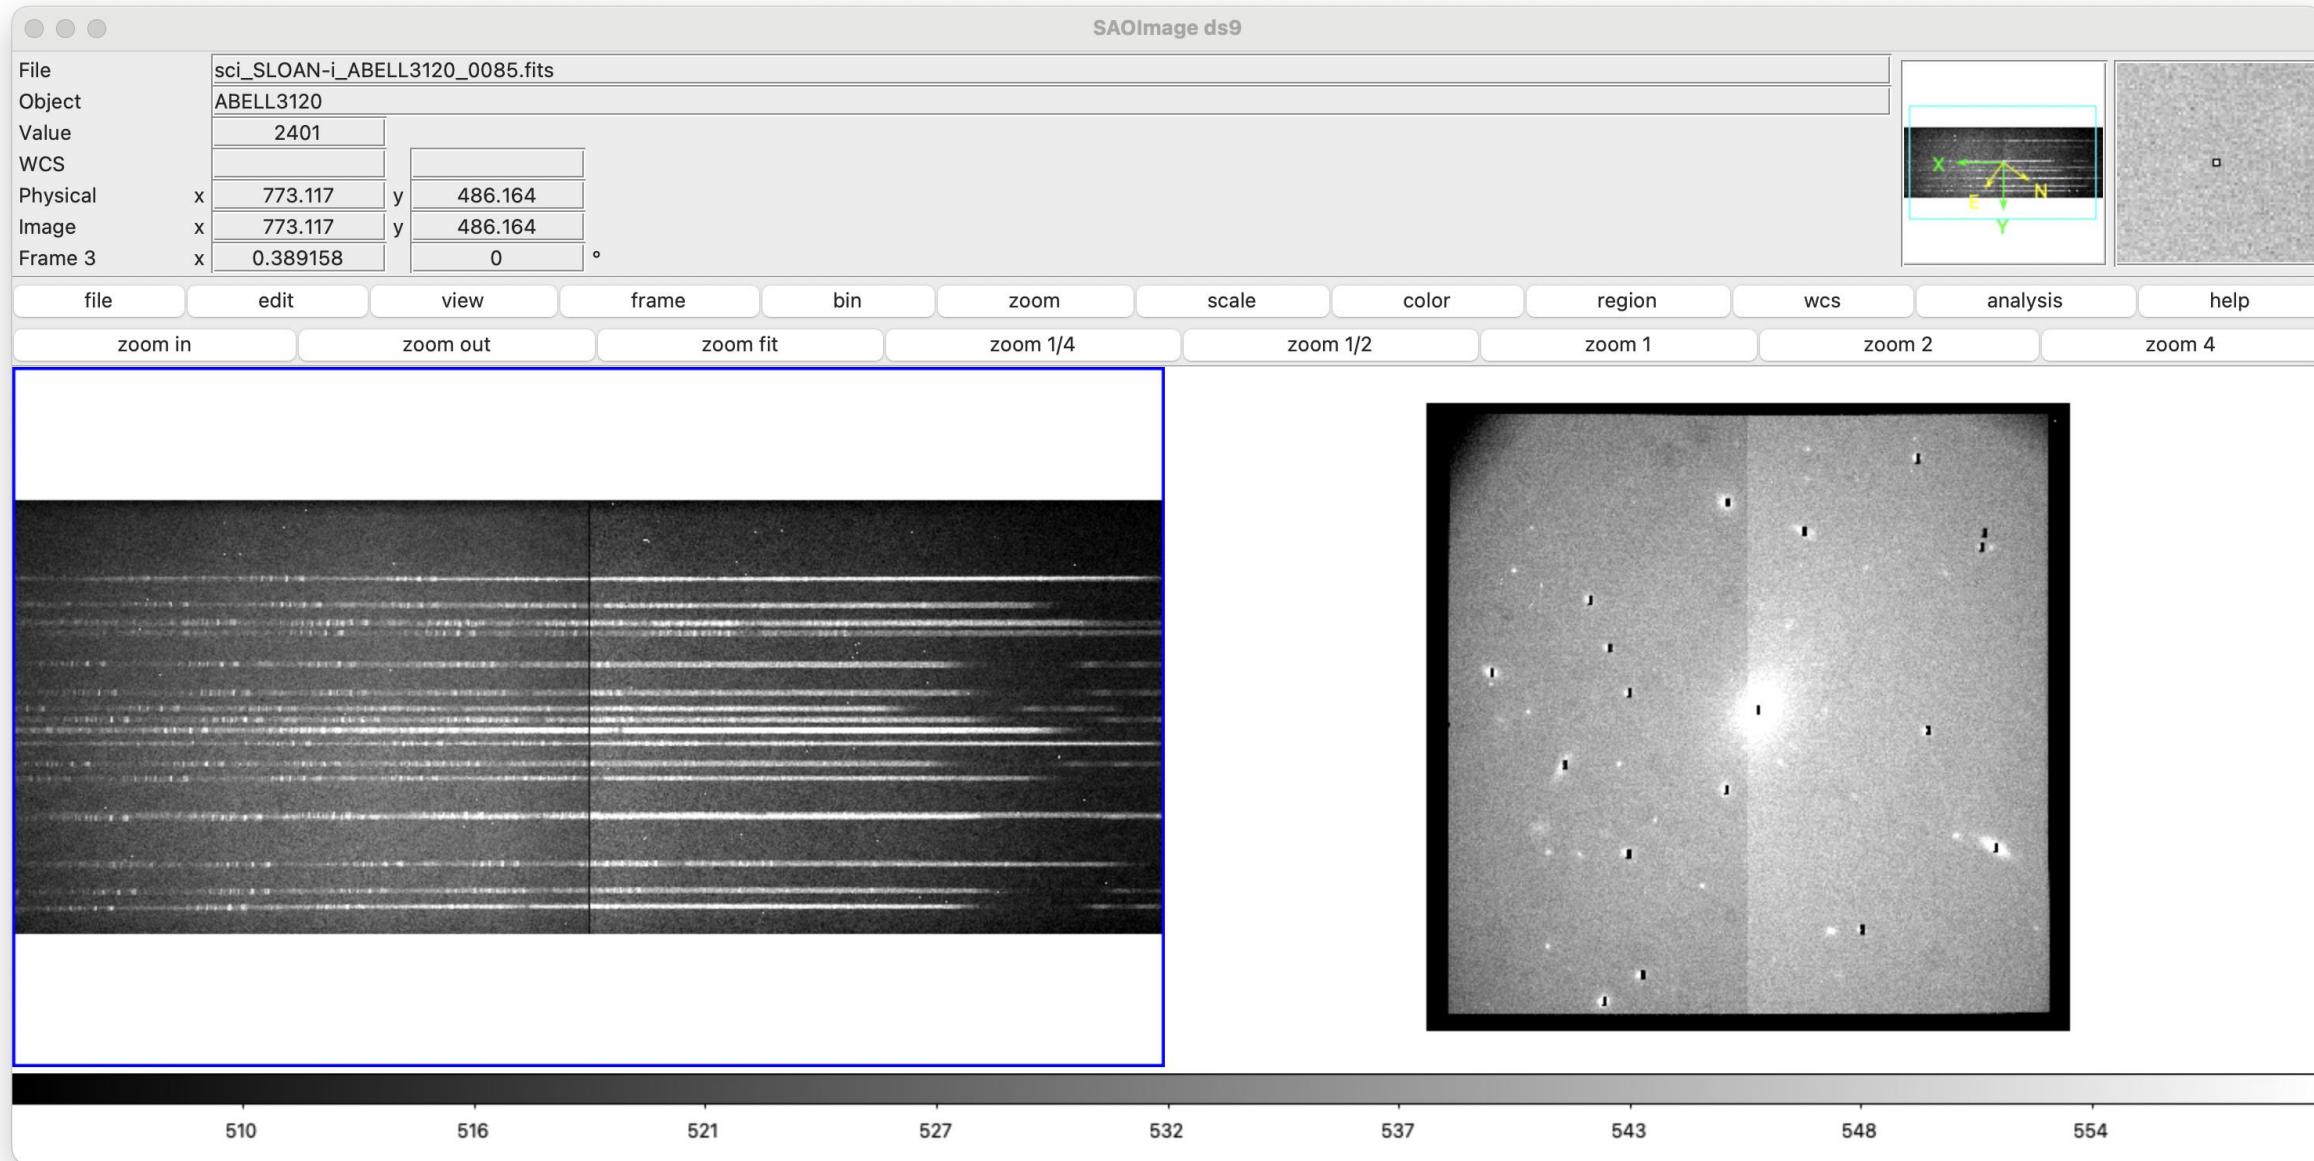 SAOImage ds9
File sci_SLOAN-i_ABELL3120_0085.fits
Object ABELL3120
Value 2401
WCS
Physical x 773.117 y 486.164
Image x 773.117 y 486.164
Frame 3 x 0.389158 0 °
X N E Y
file edit view frame bin zoom scale color region wcs analysis help
zoom in zoom out zoom fit zoom 1/4 zoom 1/2 zoom 1 zoom 2 zoom 4
510 516 521 527 532 537 543 548 554